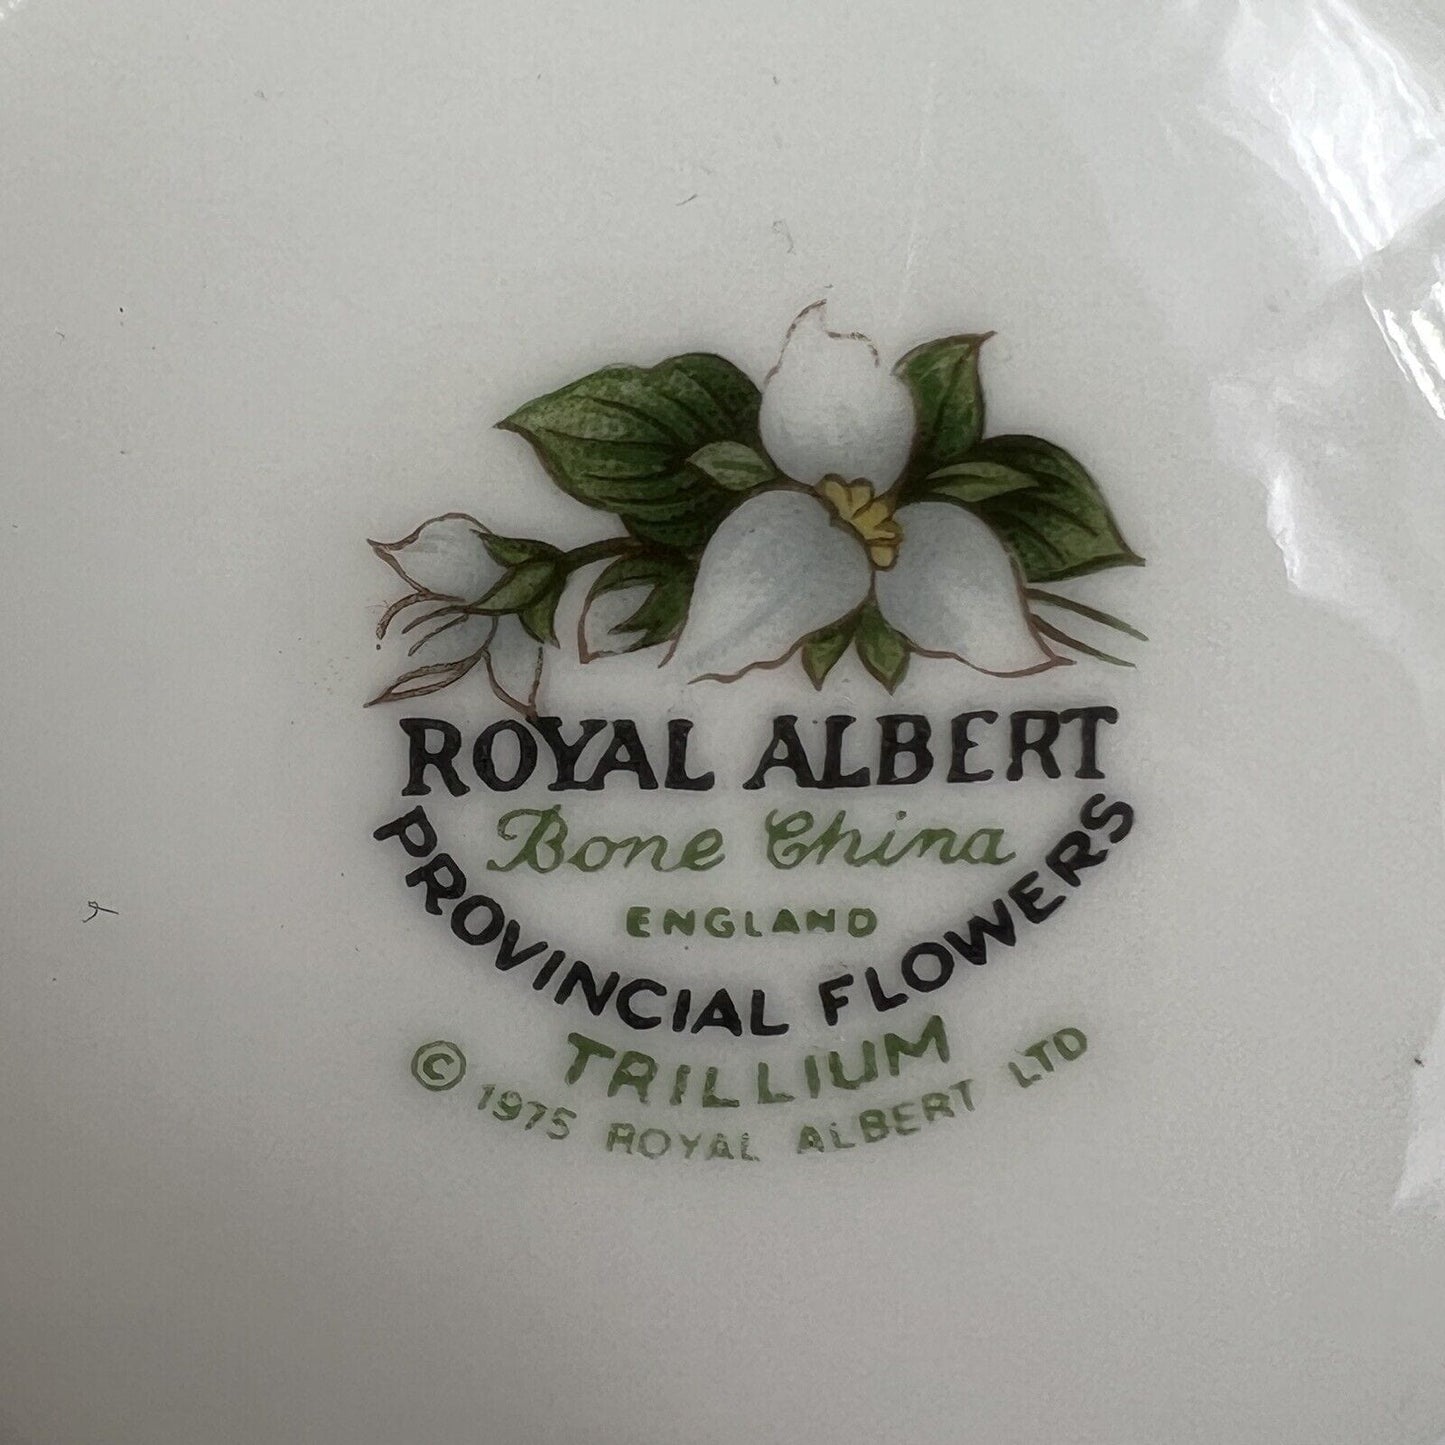 ROYAL ALBERT
Bone China
ENGLAND
PROVINCIAL FLOWERS
TRILLIUM
© 1975 ROYAL ALBERT LTD